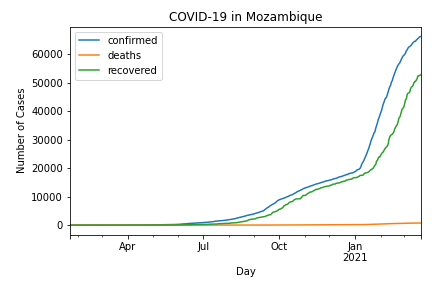 COVID-19 in Mozambique
confirmed
deaths
recovered
Number of Cases
60000
50000
40000
30000
20000
10000
0
Apr
Jul
Oct
Jan
2021
Day